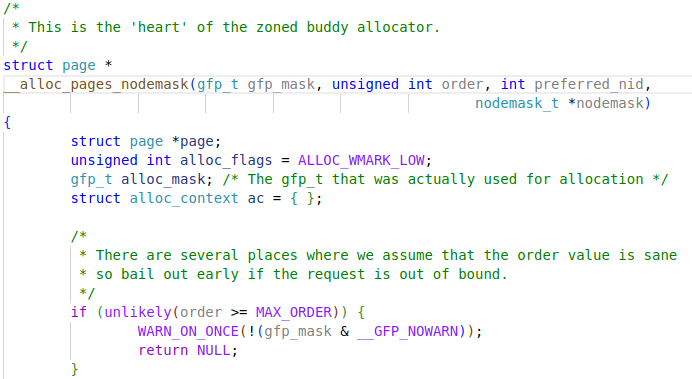 /*
 * This is the 'heart' of the zoned buddy allocator.
 */
struct page *
__alloc_pages_nodemask(gfp_t gfp_mask, unsigned int order, int preferred_nid,
                                                        nodemask_t *nodemask)
{
        struct page *page;
        unsigned int alloc_flags = ALLOC_WMARK_LOW;
        gfp_t alloc_mask; /* The gfp_t that was actually used for allocation */
        struct alloc_context ac = { };

        /*
         * There are several places where we assume that the order value is sane
         * so bail out early if the request is out of bound.
         */
        if (unlikely(order >= MAX_ORDER)) {
                WARN_ON_ONCE(!(gfp_mask & __GFP_NOWARN));
                return NULL;
        }